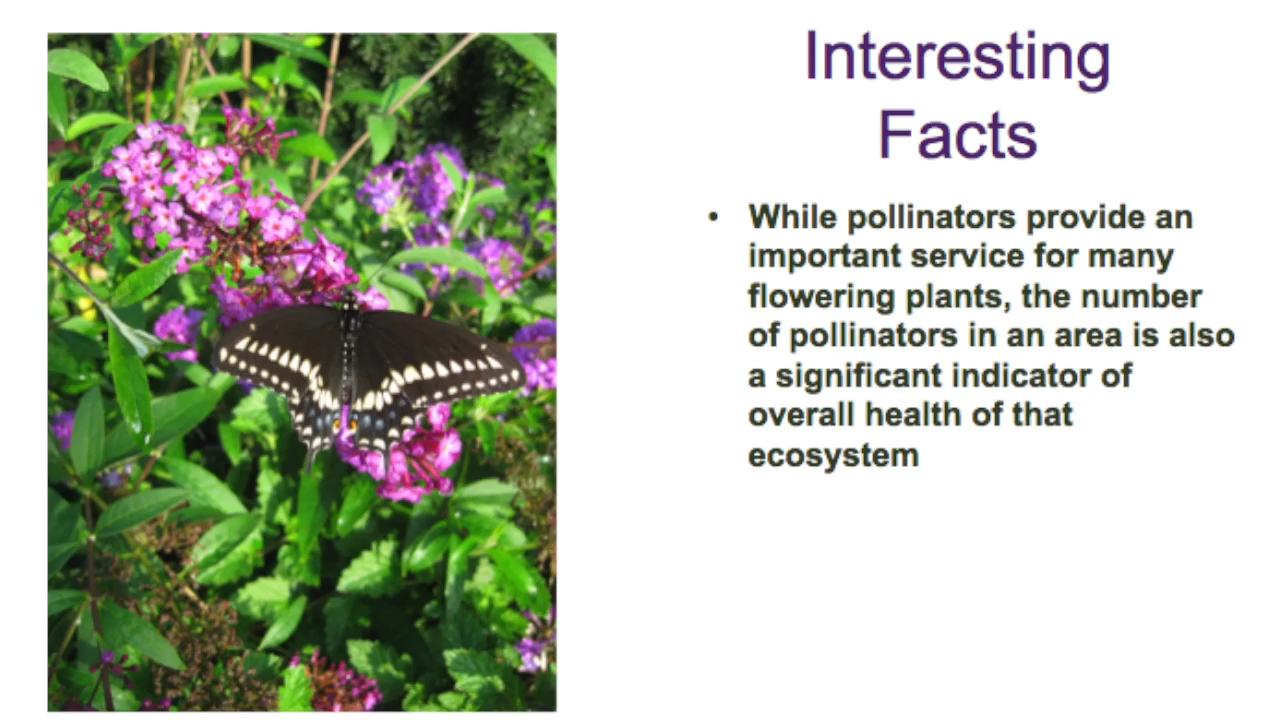 Interesting
Facts
• While pollinators provide an
important service for many
flowering plants, the number
of pollinators in an area is also
a significant indicator of
overall health of that
ecosystem